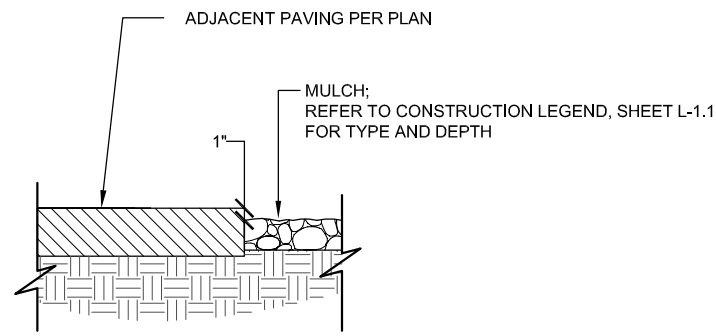 ADJACENT PAVING PER PLAN
MULCH;
REFER TO CONSTRUCTION LEGEND, SHEET L-1.1
FOR TYPE AND DEPTH
1"